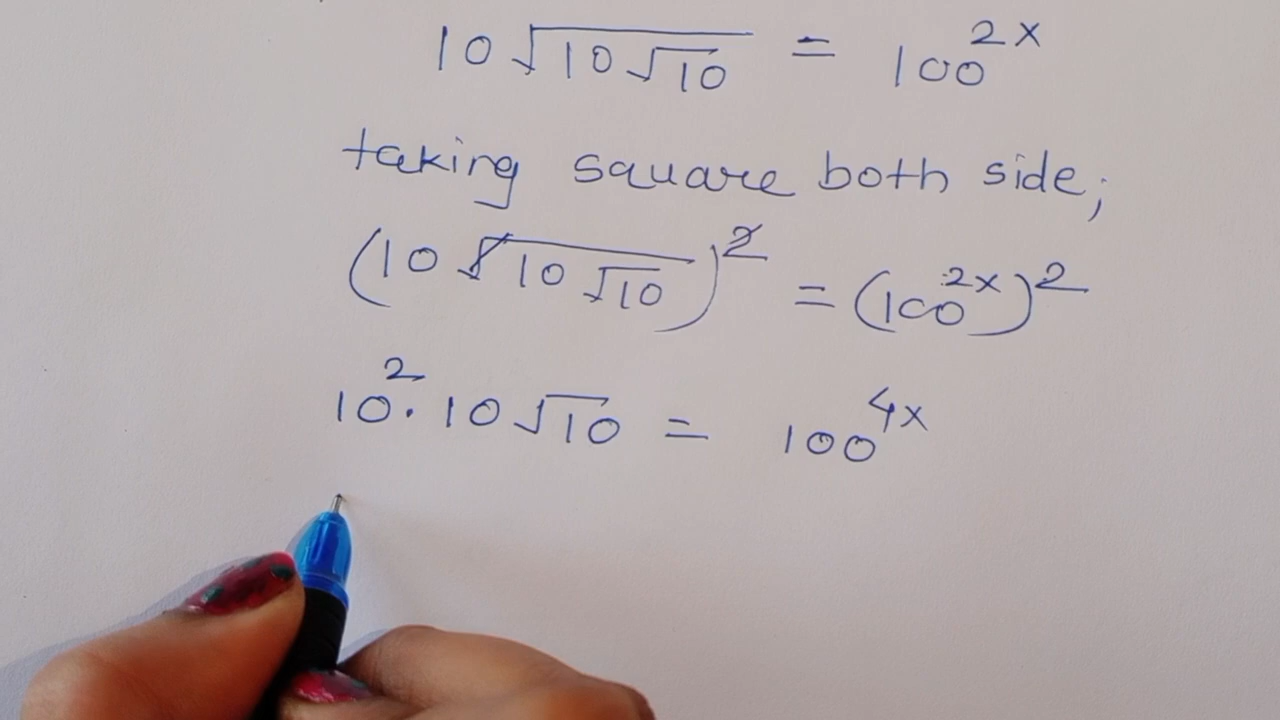 10√(10√10) = 100^2x
taking square both side;
(10√(10√10))^2 = (100^2x)^2
10^2 · 10√10 = 100^4x